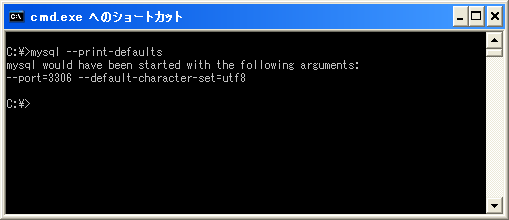 cmd.exe へのショートカット
C:¥>mysql --print-defaults
mysql would have been started with the following arguments:
--port=3306 --default-character-set=utf8
C:¥>